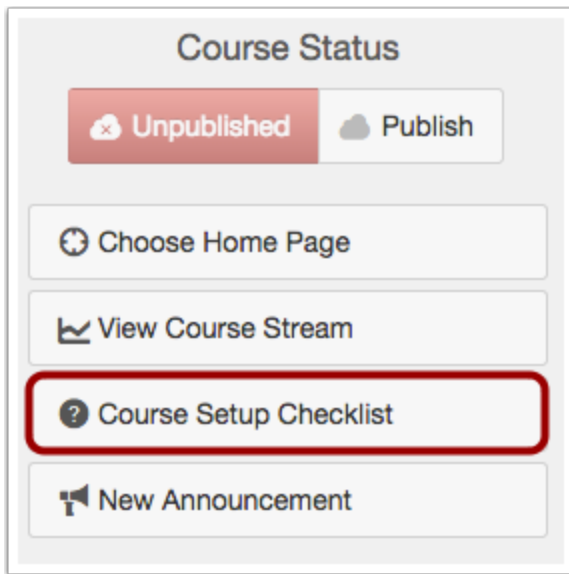 Course Status
Unpublished Publish
Choose Home Page
View Course Stream
Course Setup Checklist
New Announcement